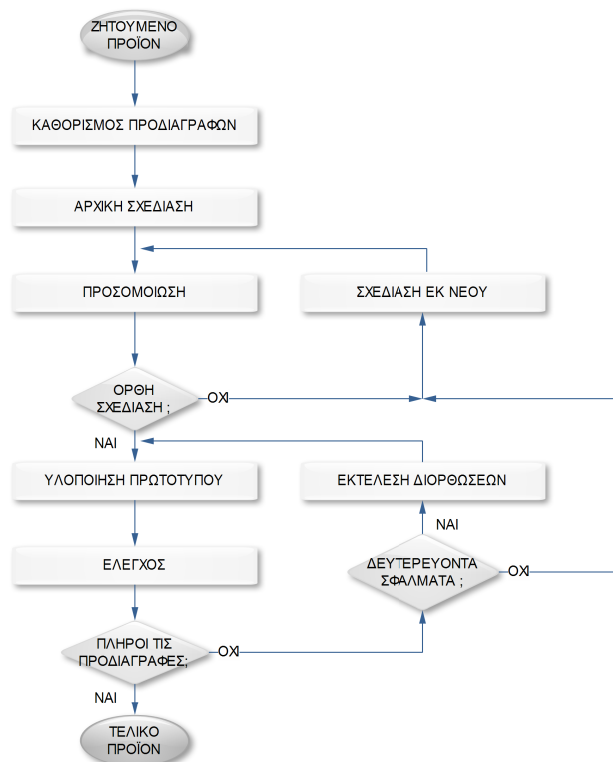 ΖΗΤΟΥΜΕΝΟ
ΠΡΟΪΟΝ
ΚΑΘΟΡΙΣΜΟΣ ΠΡΟΔΙΑΓΡΑΦΩΝ
ΑΡΧΙΚΗ ΣΧΕΔΙΑΣΗ
ΠΡΟΣΟΜΟΙΩΣΗ
ΣΧΕΔΙΑΣΗ ΕΚ ΝΕΟΥ
ΟΡΘΗ
ΣΧΕΔΙΑΣΗ ;
ΟΧΙ
ΝΑΙ
ΥΛΟΠΟΙΗΣΗ ΠΡΩΤΟΤΥΠΟΥ
ΕΚΤΕΛΕΣΗ ΔΙΟΡΘΩΣΕΩΝ
ΝΑΙ
ΕΛΕΓΧΟΣ
ΔΕΥΤΕΡΕΥΟΝΤΑ
ΣΦΑΛΜΑΤΑ ;
ΟΧΙ
ΠΛΗΡΟΙ ΤΙΣ
ΠΡΟΔΙΑΓΡΑΦΕΣ;
ΟΧΙ
ΝΑΙ
ΤΕΛΙΚΟ
ΠΡΟΪΟΝ